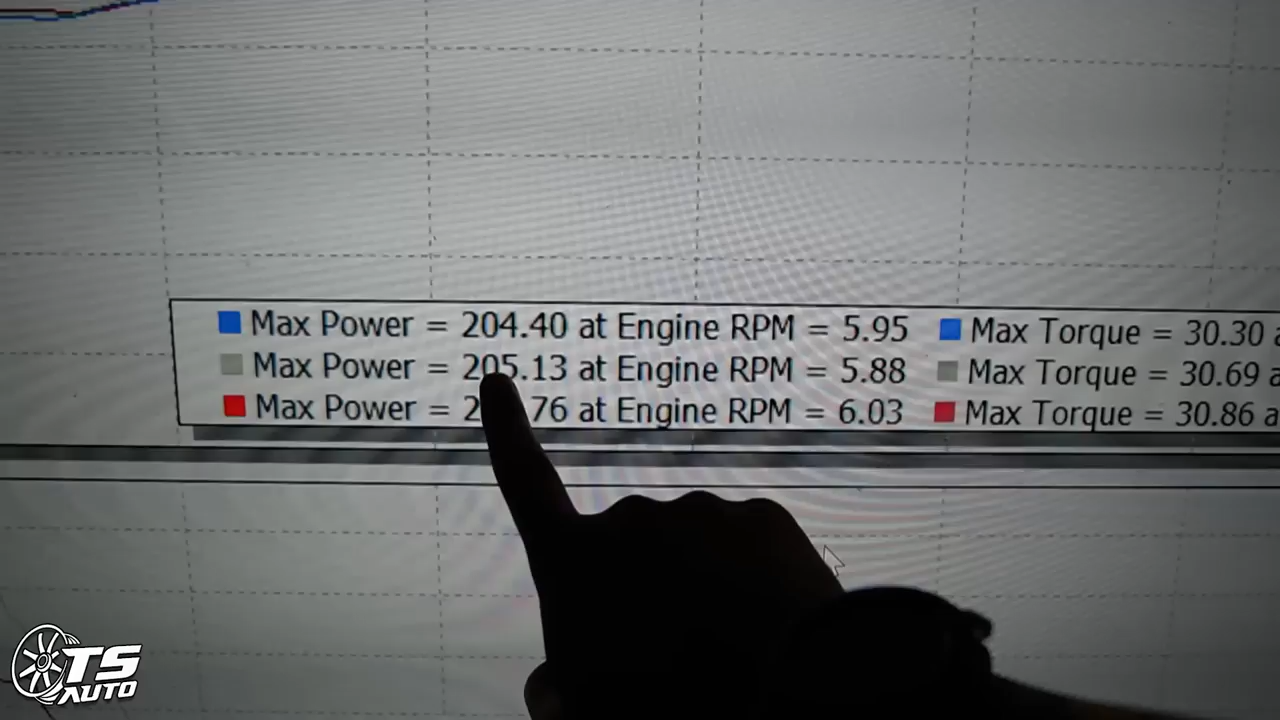 Max Power = 204.40 at Engine RPM = 5.95 Max Torque = 30.30
Max Power = 205.13 at Engine RPM = 5.88 Max Torque = 30.69
Max Power = at Engine RPM = 6.03 Max Torque = 30.86
TS
AUTO